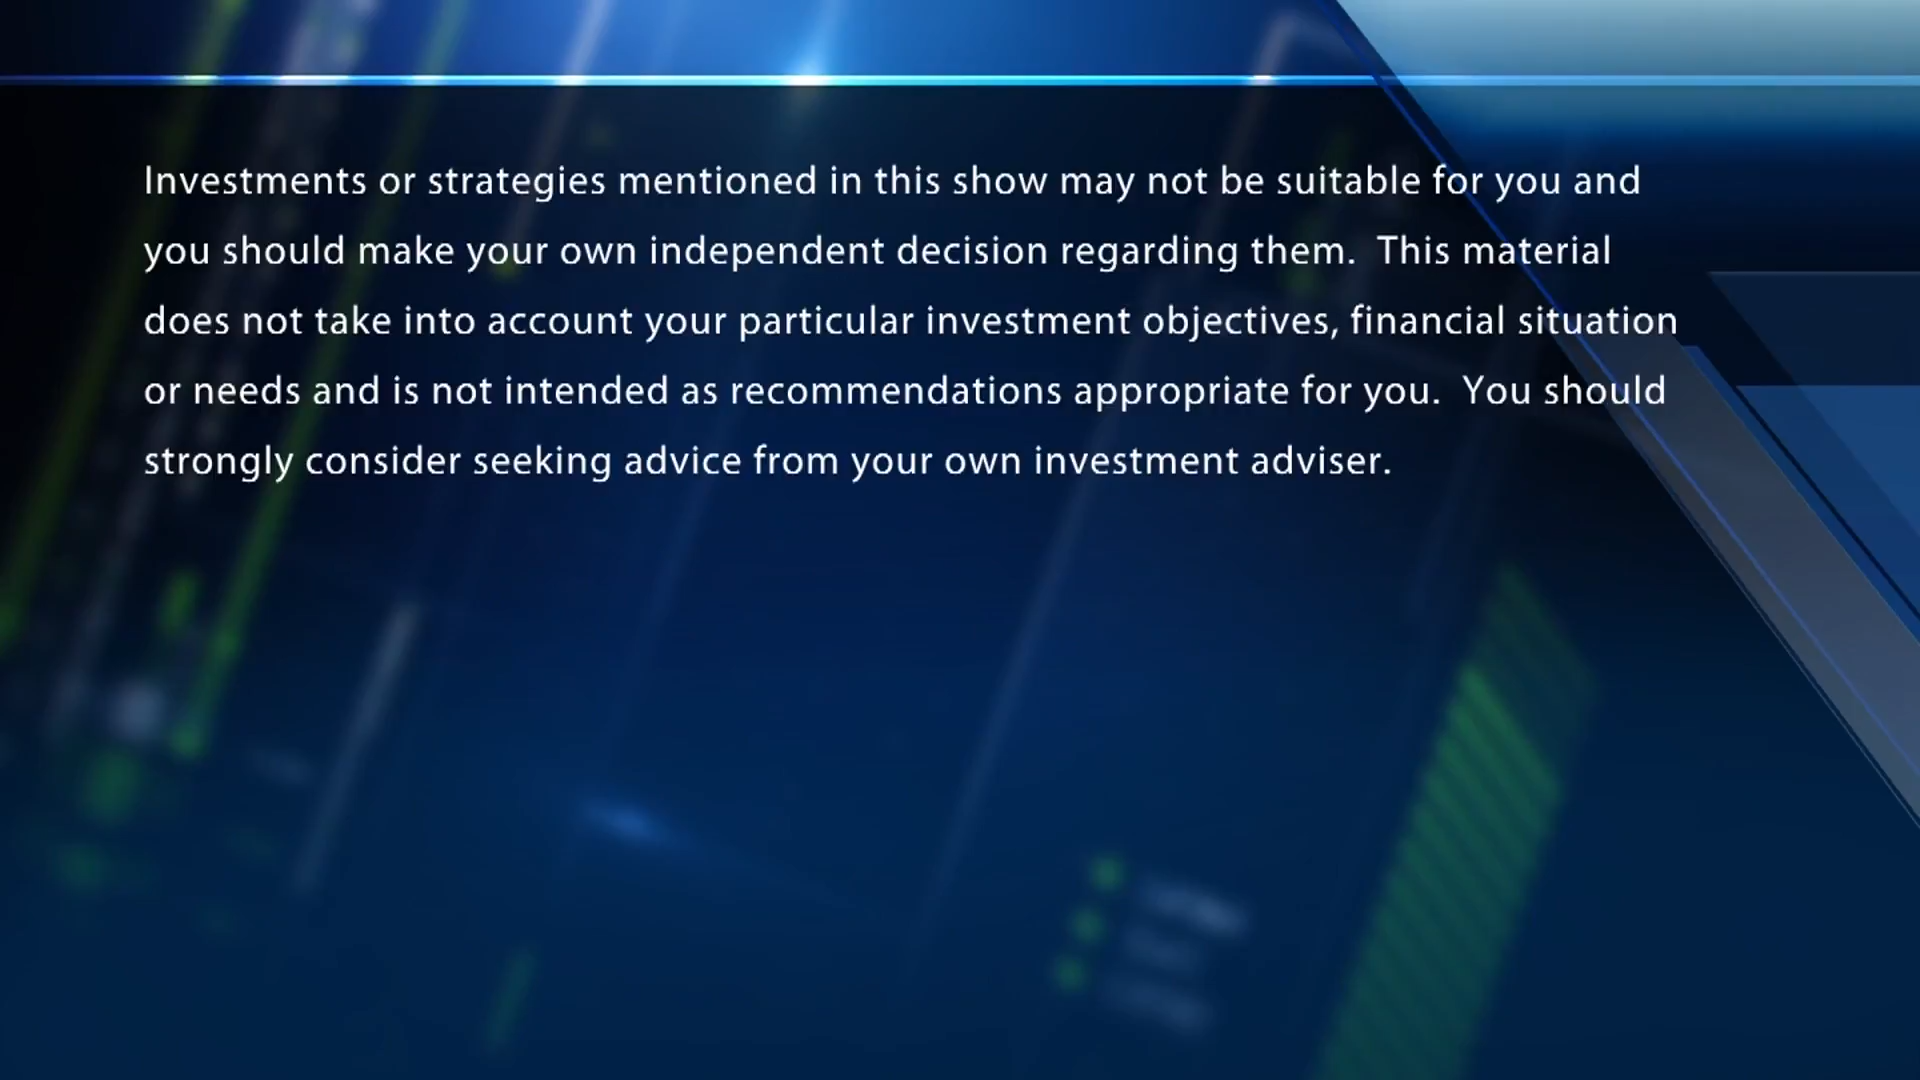 Investments or strategies mentioned in this show may not be suitable for you and
you should make your own independent decision regarding them.  This material
does not take into account your particular investment objectives, financial situation
or needs and is not intended as recommendations appropriate for you.  You should
strongly consider seeking advice from your own investment adviser.